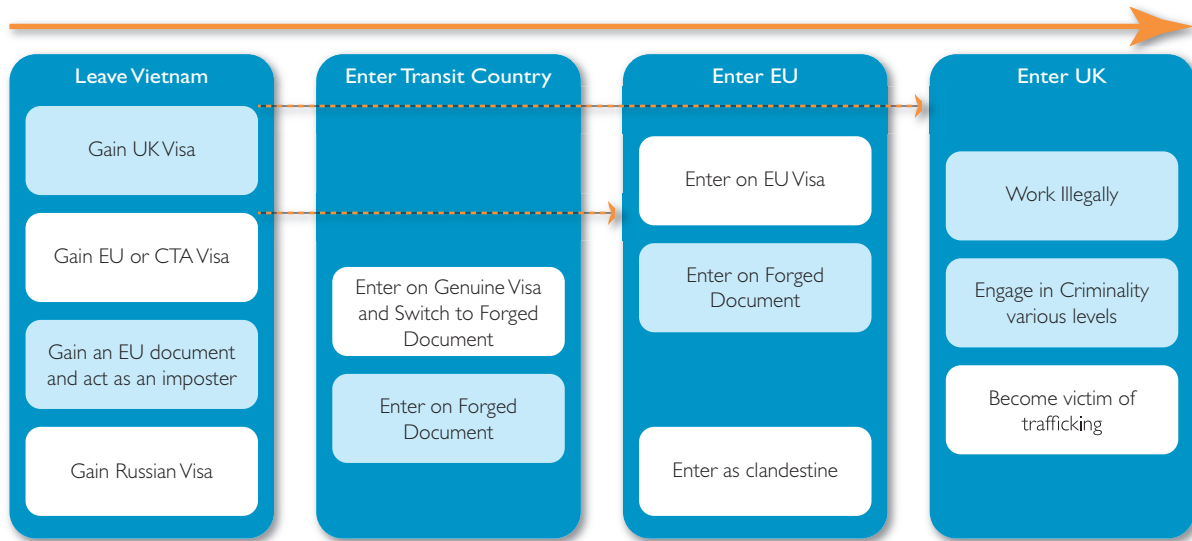 Leave Vietnam
Gain UK Visa
Gain EU or CTA Visa
Gain an EU document
and act as an imposter
Gain Russian Visa
Enter Transit Country
Enter on Genuine Visa
and Switch to Forged
Document
Enter on Forged
Document
Enter EU
Enter on EU Visa
Enter on Forged
Document
Enter as clandestine
Enter UK
Work Illegally
Engage in Criminality
various levels
Become victim of
trafficking